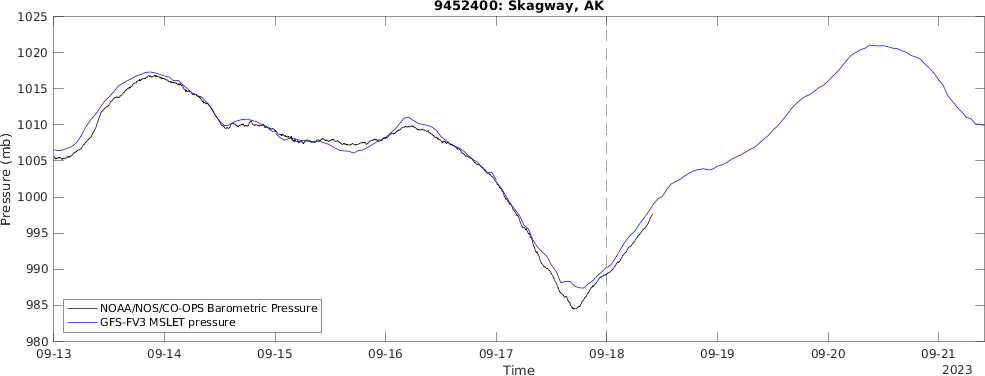 9452400: Skagway, AK
1025
1020
1015
1010
1005
1000
995
990
985
980
Pressure (mb)
NOAA/NOS/CO-OPS Barometric Pressure
GFS-FV3 MSLET pressure
09-13 09-14 09-15 09-16 09-17 09-18 09-19 09-20 09-21
Time
2023